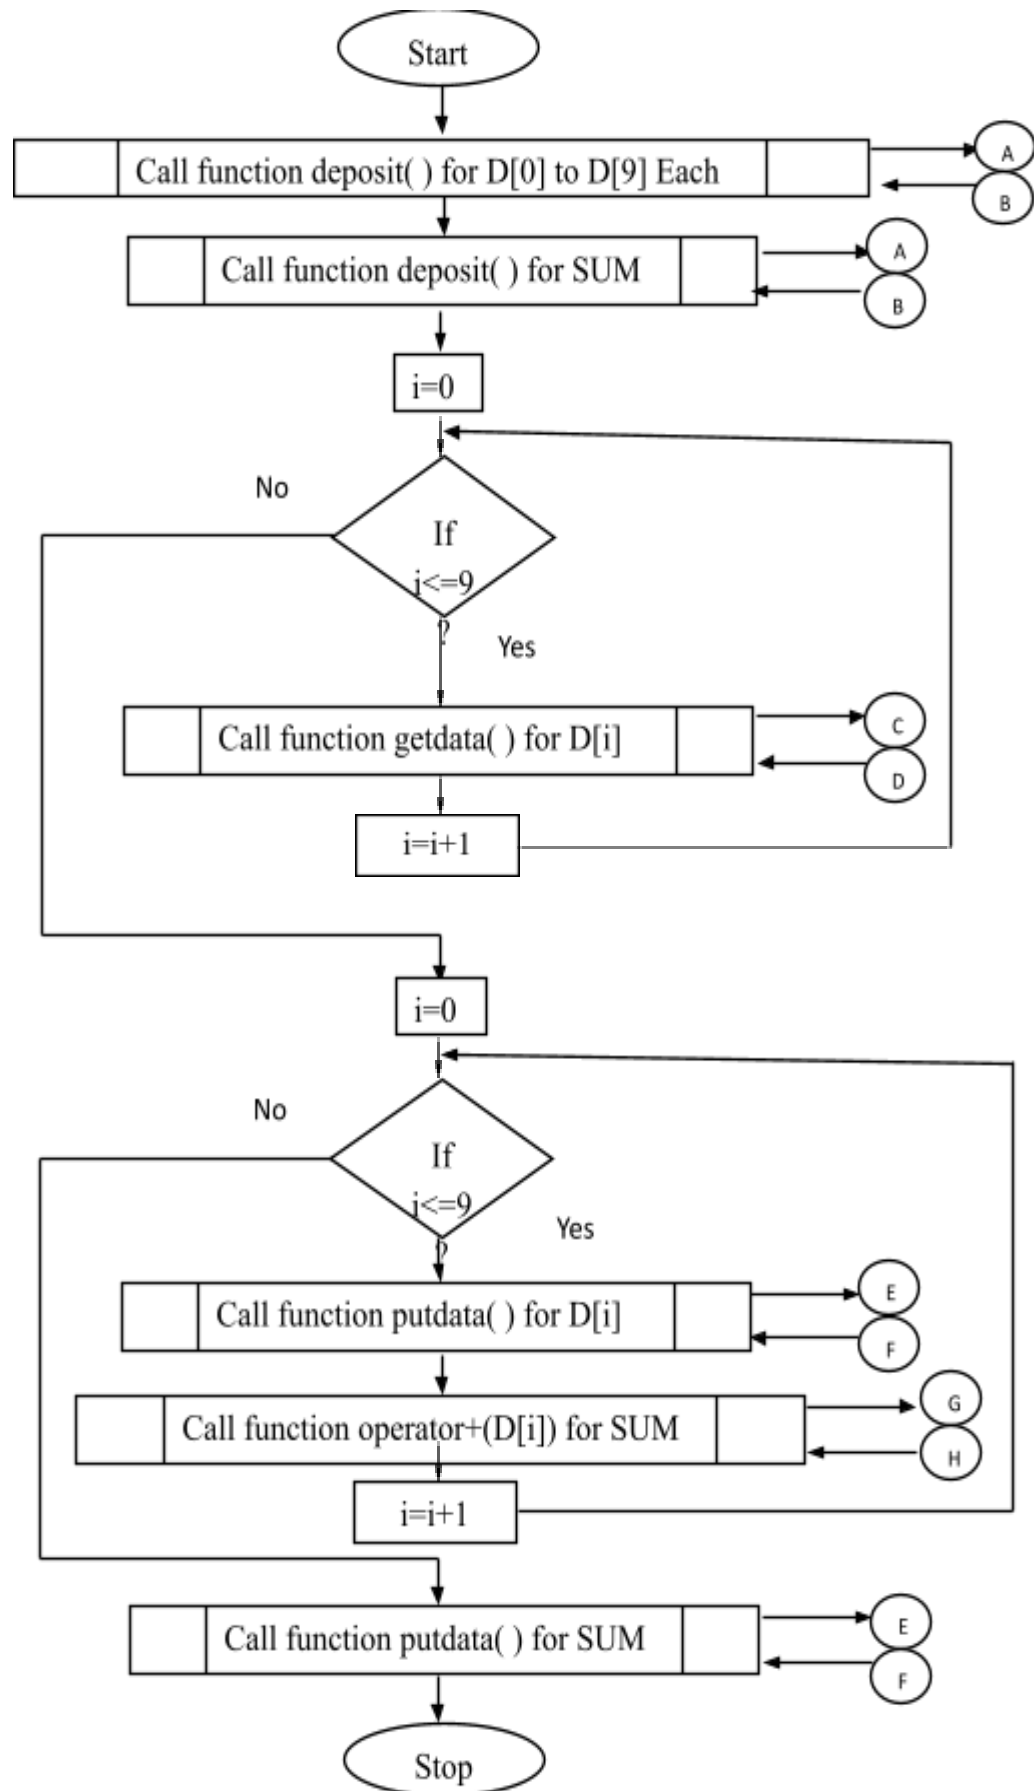 Start
Call function deposit( ) for D[0] to D[9] Each
A
B
Call function deposit( ) for SUM
A
B
i=0
No
If
i<=9
?
Yes
Call function getdata( ) for D[i]
C
D
i=i+1
i=0
No
If
i<=9
?
Yes
Call function putdata( ) for D[i]
E
F
Call function operator+(D[i]) for SUM
G
H
i=i+1
Call function putdata( ) for SUM
E
F
Stop